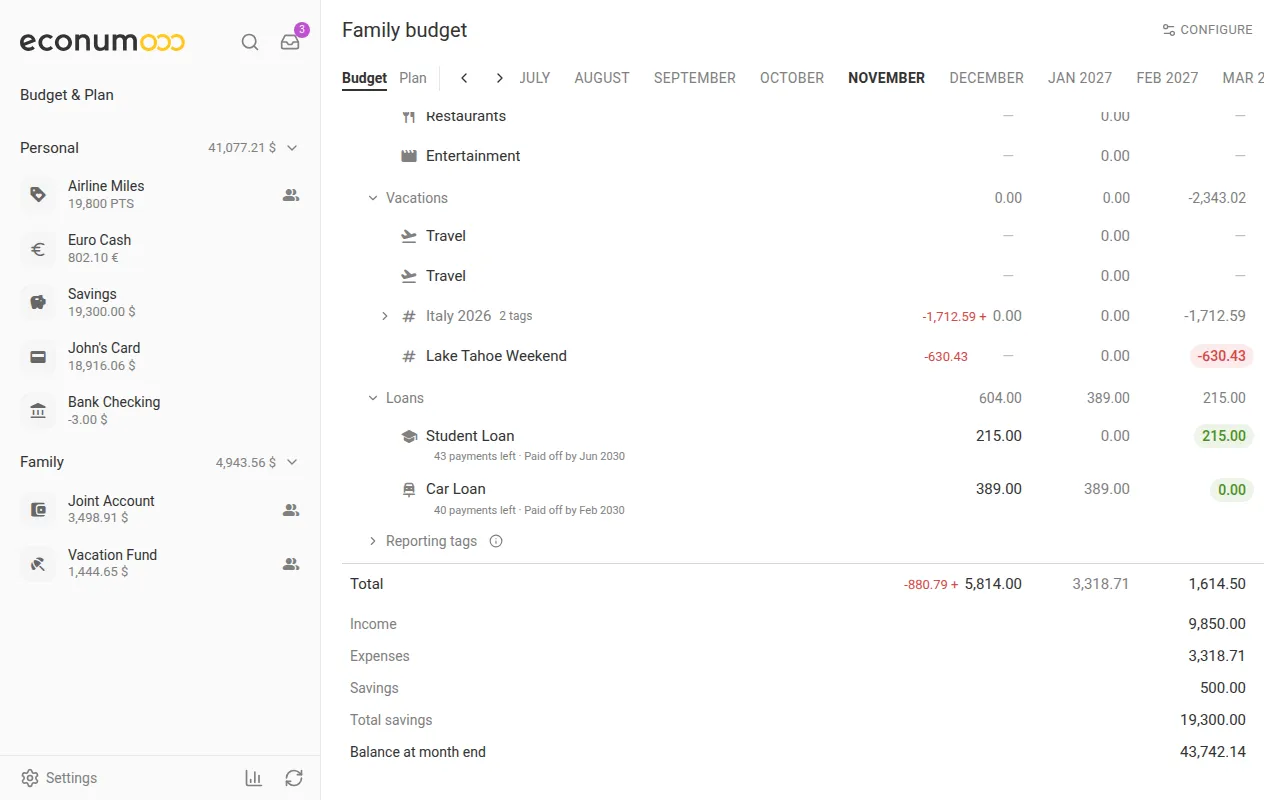 econumo
3
Budget & Plan
Personal 41,077.21 $
Airline Miles
19,800 PTS
Euro Cash
802.10 €
Savings
19,300.00 $
John's Card
18,916.06 $
Bank Checking
-3.00 $
Family 4,943.56 $
Joint Account
3,498.91 $
Vacation Fund
1,444.65 $
Settings
Family budget
CONFIGURE
Budget Plan JULY AUGUST SEPTEMBER OCTOBER NOVEMBER DECEMBER JAN 2027 FEB 2027 MAR 2
Restaurants — 0.00 —
Entertainment — 0.00 —
Vacations 0.00 0.00 -2,343.02
Travel — 0.00 —
Travel — 0.00 —
# Italy 2026 2 tags -1,712.59 + 0.00 0.00 -1,712.59
# Lake Tahoe Weekend -630.43 — 0.00 -630.43
Loans 604.00 389.00 215.00
Student Loan 215.00 0.00 215.00
43 payments left · Paid off by Jun 2030
Car Loan 389.00 389.00 0.00
40 payments left · Paid off by Feb 2030
Reporting tags
Total -880.79 + 5,814.00 3,318.71 1,614.50
Income 9,850.00
Expenses 3,318.71
Savings 500.00
Total savings 19,300.00
Balance at month end 43,742.14